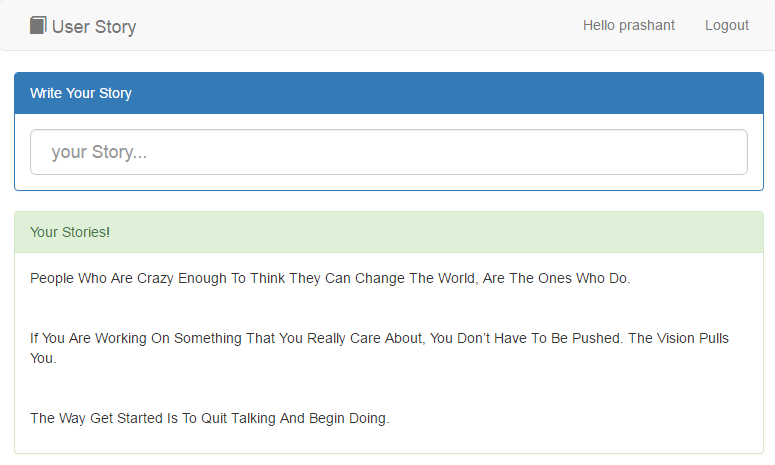 User Story
Hello prashant
Logout
Write Your Story
your Story...
Your Stories!
People Who Are Crazy Enough To Think They Can Change The World, Are The Ones Who Do.
If You Are Working On Something That You Really Care About, You Don't Have To Be Pushed. The Vision Pulls
You.
The Way Get Started Is To Quit Talking And Begin Doing.